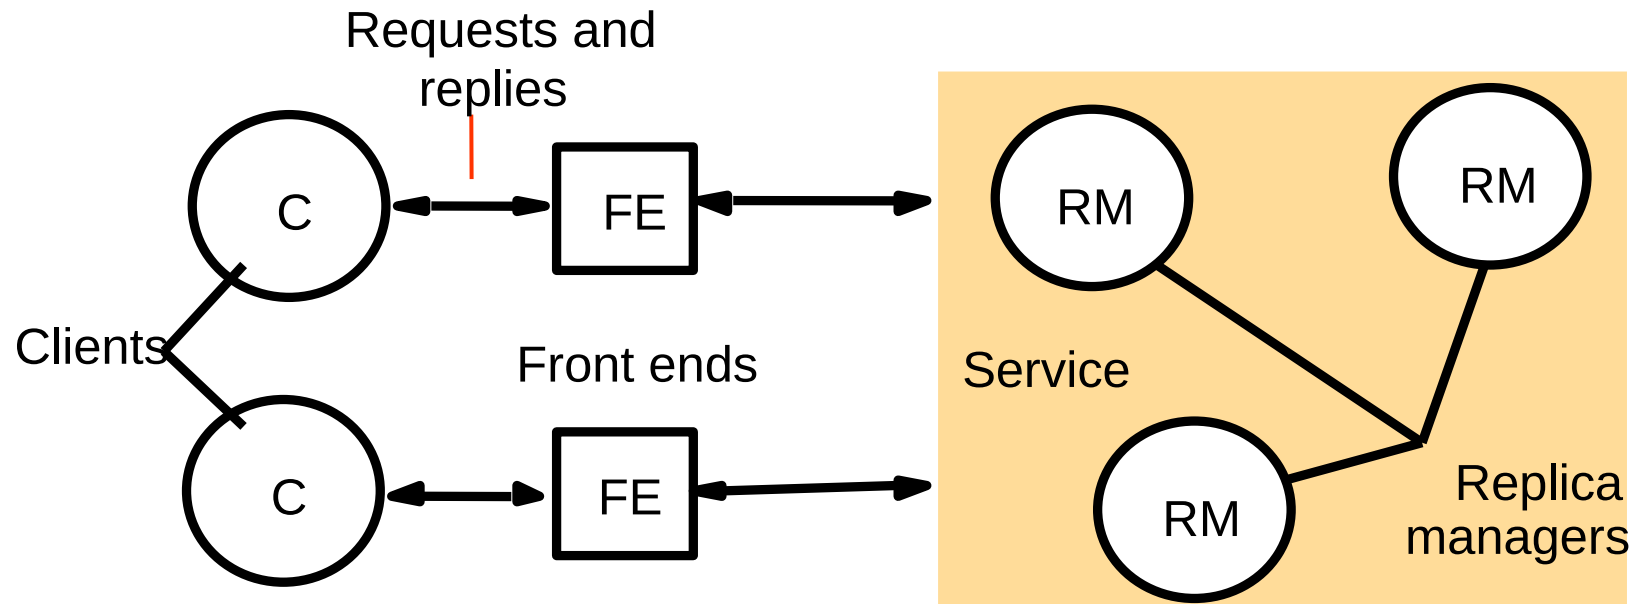 Requests and
replies
C
FE
RM
RM
Clients
Front ends
Service
C
FE
RM
Replica
managers